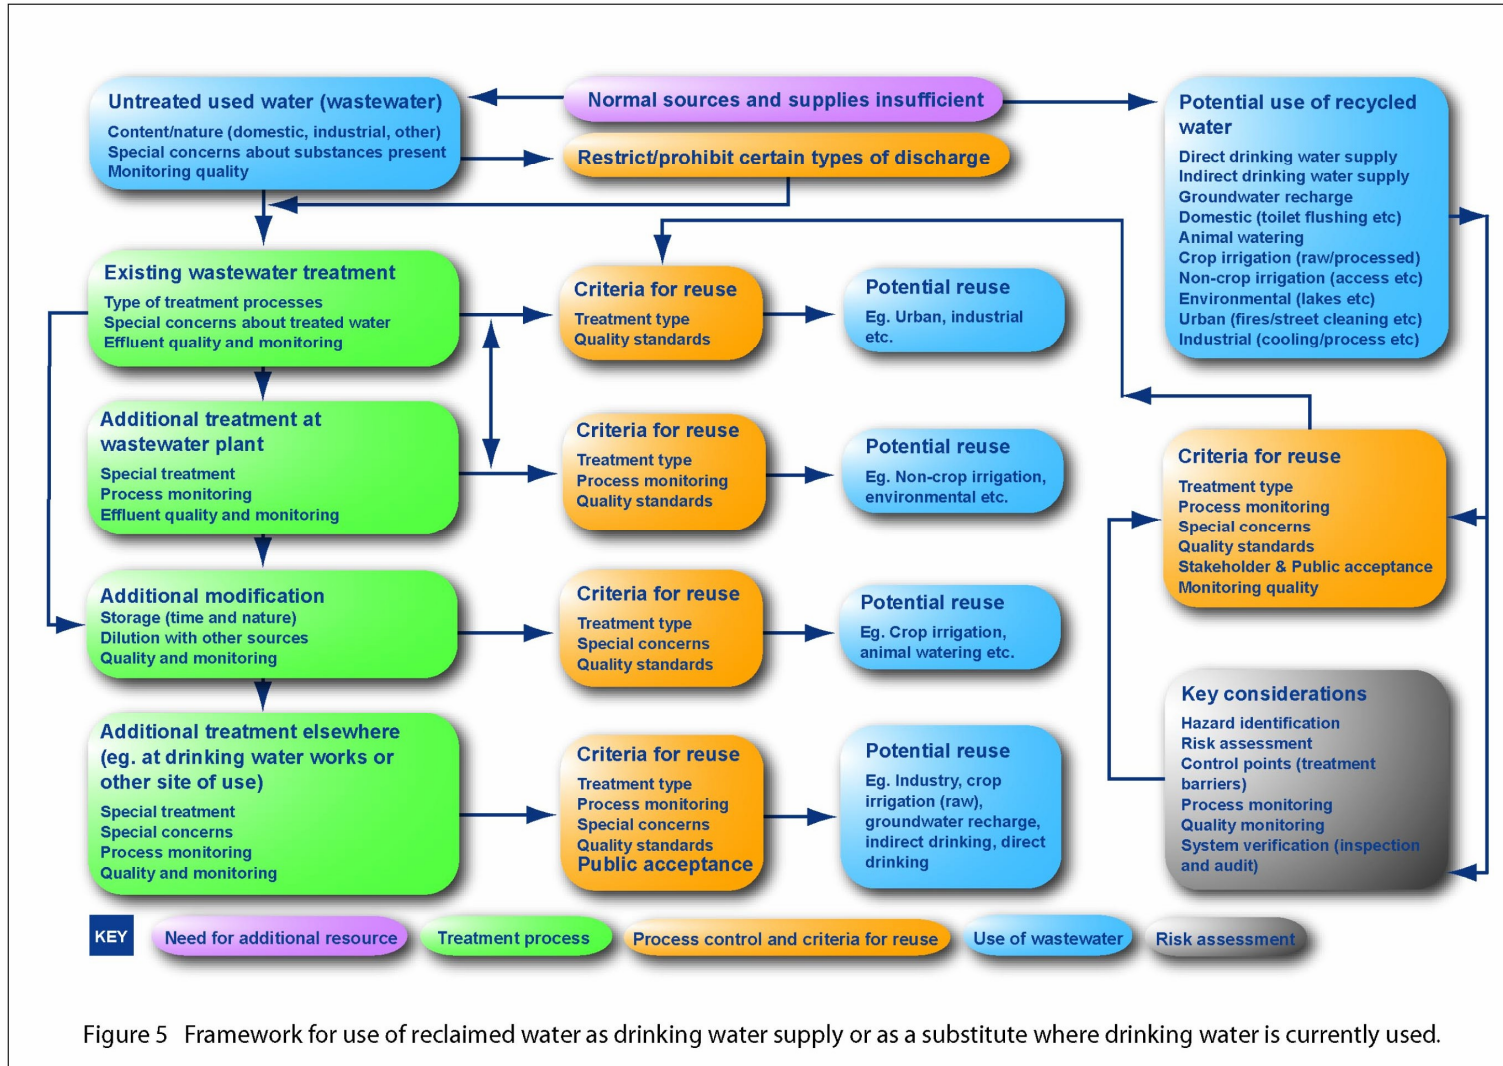 Untreated used water (wastewater)
Content/nature (domestic, industrial, other)
Special concerns about substances present
Monitoring quality
Normal sources and supplies insufficient
Restrict/prohibit certain types of discharge
Potential use of recycled
water
Direct drinking water supply
Indirect drinking water supply
Groundwater recharge
Domestic (toilet flushing etc)
Animal watering
Crop irrigation (raw/processed)
Non-crop irrigation (access etc)
Environmental (lakes etc)
Urban (fires/street cleaning etc)
Industrial (cooling/process etc)
Existing wastewater treatment
Type of treatment processes
Special concerns about treated water
Effluent quality and monitoring
Criteria for reuse
Treatment type
Quality standards
Potential reuse
Eg. Urban, industrial
etc.
Additional treatment at
wastewater plant
Special treatment
Process monitoring
Effluent quality and monitoring
Criteria for reuse
Treatment type
Process monitoring
Quality standards
Potential reuse
Eg. Non-crop irrigation,
environmental etc.
Criteria for reuse
Treatment type
Process monitoring
Special concerns
Quality standards
Stakeholder & Public acceptance
Monitoring quality
Additional modification
Storage (time and nature)
Dilution with other sources
Quality and monitoring
Criteria for reuse
Treatment type
Special concerns
Quality standards
Potential reuse
Eg. Crop irrigation,
animal watering etc.
Key considerations
Hazard identification
Risk assessment
Control points (treatment
barriers)
Process monitoring
Quality monitoring
System verification (inspection
and audit)
Additional treatment elsewhere
(eg. at drinking water works or
other site of use)
Special treatment
Special concerns
Process monitoring
Quality and monitoring
Criteria for reuse
Treatment type
Process monitoring
Special concerns
Quality standards
Public acceptance
Potential reuse
Eg. Industry, crop
irrigation (raw),
groundwater recharge,
indirect drinking, direct
drinking
KEY
Need for additional resource
Treatment process
Process control and criteria for reuse
Use of wastewater
Risk assessment
Figure 5 Framework for use of reclaimed water as drinking water supply or as a substitute where drinking water is currently used.